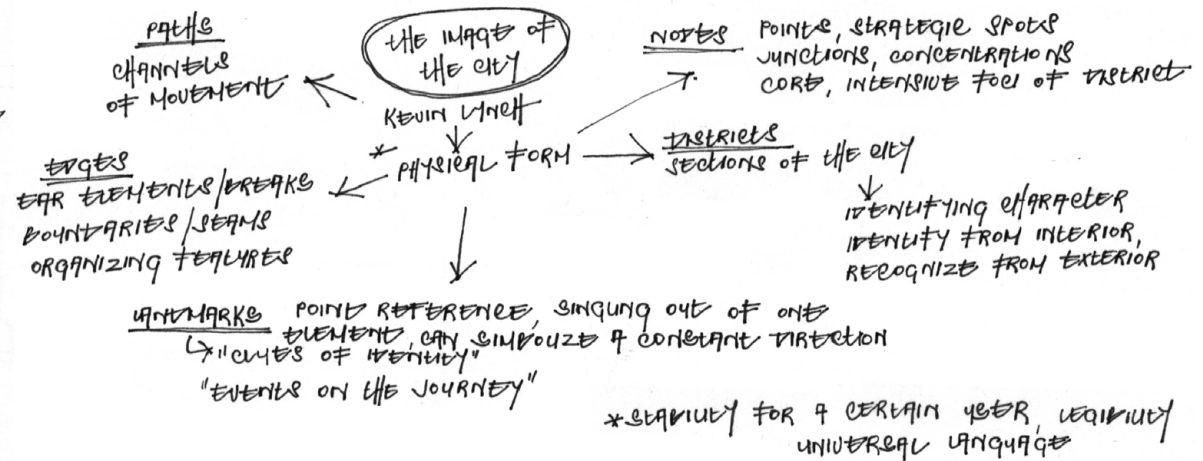 THE IMAGE OF
THE CITY
KEVIN LYNCH
* PHYSICAL FORM
PATHS
CHANNELS
OF MOVEMENT
NODES POINTS, STRATEGIC SPOTS
JUNCTIONS, CONCENTRATIONS
CORE, INTENSIVE FOCI OF DISTRICT
DISTRICTS
SECTIONS OF THE CITY
IDENTIFYING CHARACTER
IDENTIFY FROM INTERIOR,
RECOGNIZE FROM EXTERIOR
EDGES
EAR ELEMENTS/BREAKS
BOUNDARIES/SEAMS
ORGANIZING FEATURES
LANDMARKS POINT REFERENCE, SINGLING OUT OF ONE
ELEMENT, CAN SIMBOLIZE A CONSTANT DIRECTION
"CLUES OF IDENTITY"
"EVENTS ON THE JOURNEY"
*STABILITY FOR A CERTAIN USER, LEGIBILITY
UNIVERSAL LANGUAGE